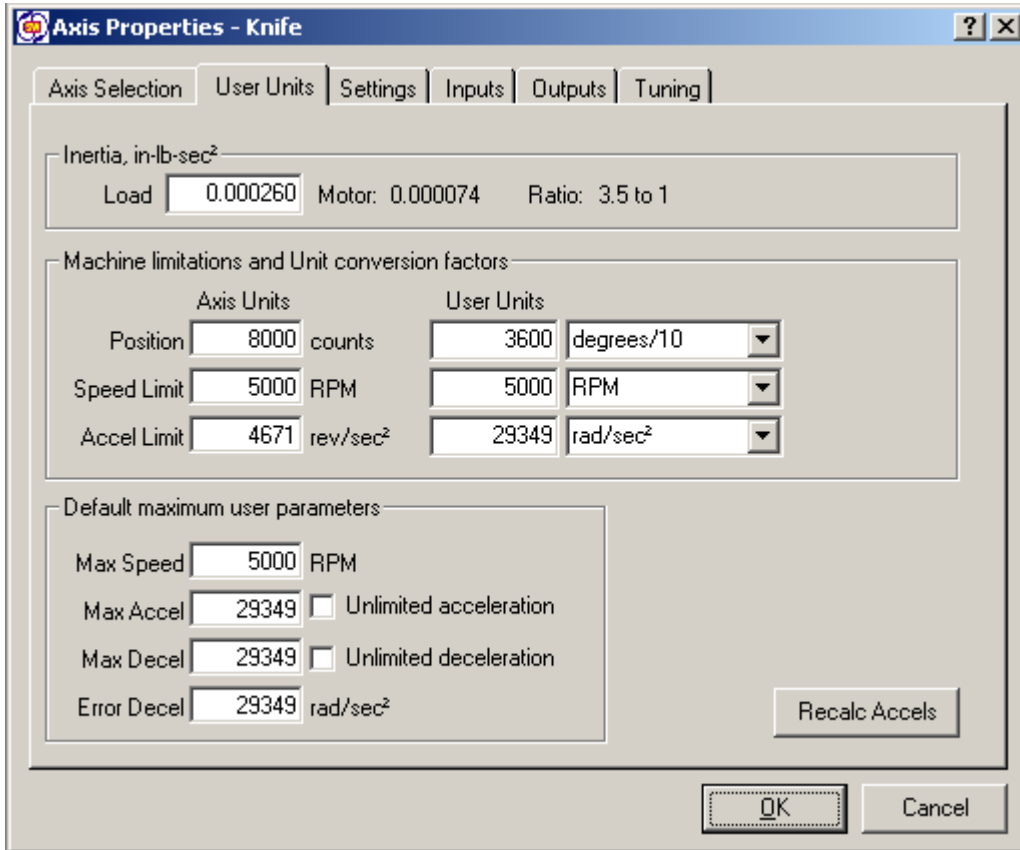 Axis Properties - Knife
Axis Selection User Units Settings Inputs Outputs Tuning
Inertia, in-lb-sec²
Load 0.000260 Motor: 0.000074 Ratio: 3.5 to 1
Machine limitations and Unit conversion factors
Axis Units User Units
Position 8000 counts 3600 degrees/10
Speed Limit 5000 RPM 5000 RPM
Accel Limit 4671 rev/sec² 29349 rad/sec²
Default maximum user parameters
Max Speed 5000 RPM
Max Accel 29349 Unlimited acceleration
Max Decel 29349 Unlimited deceleration
Error Decel 29349 rad/sec²
Recalc Accels
OK Cancel